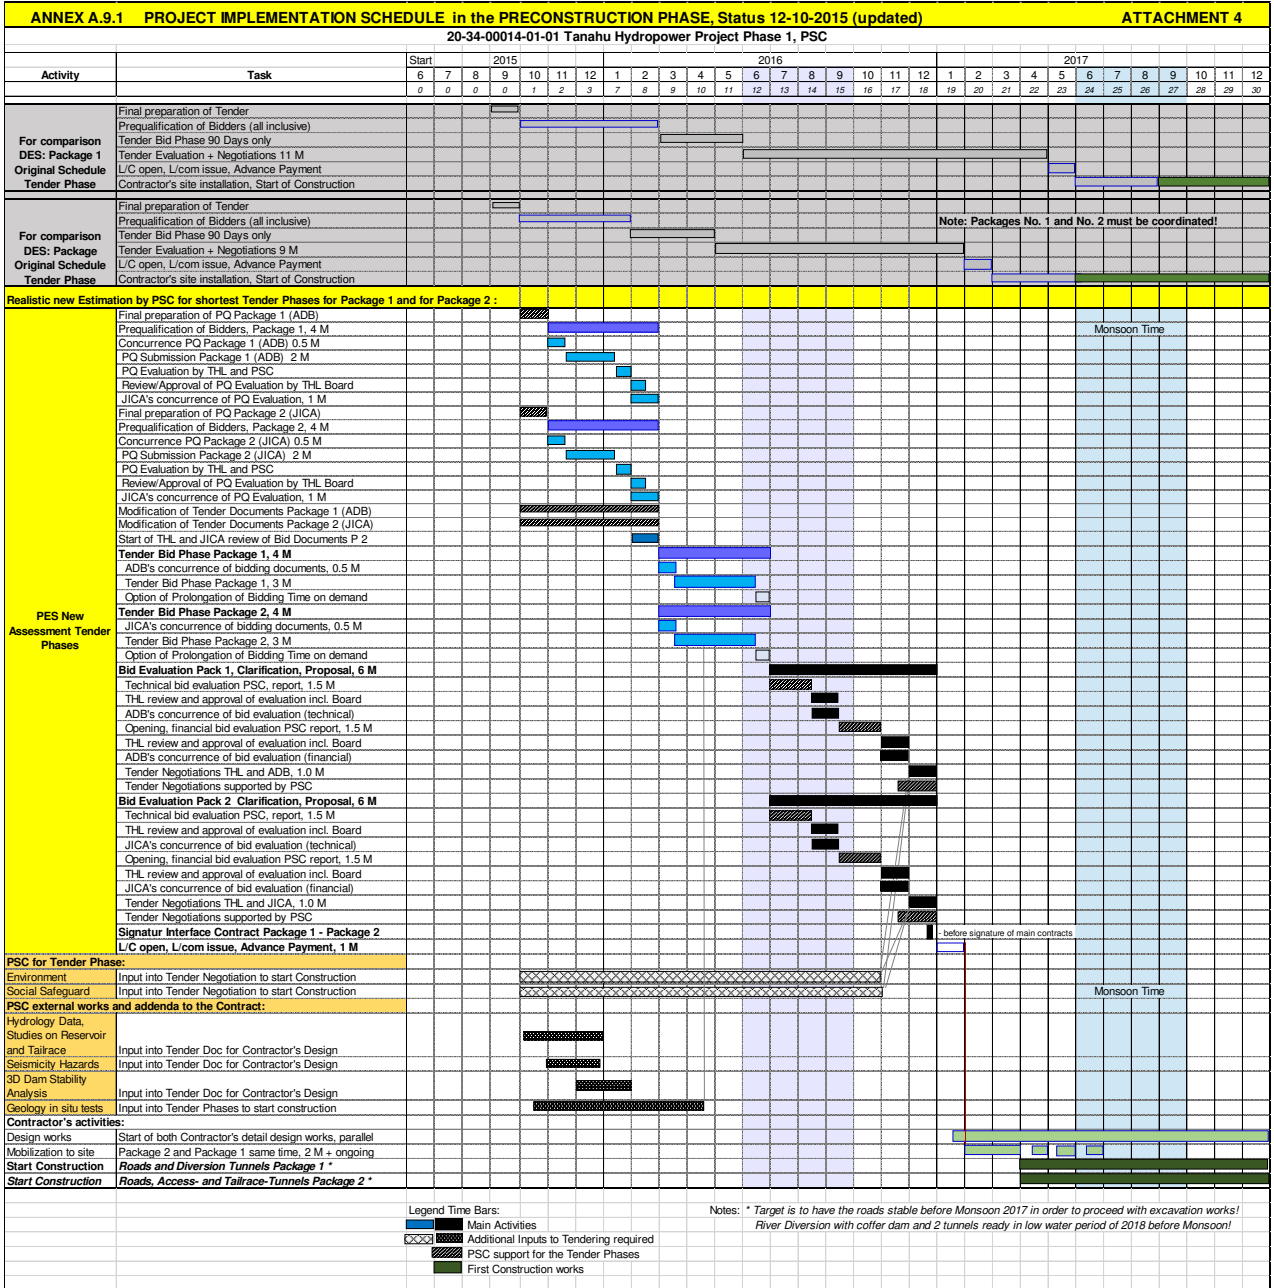 ANNEX A.9.1 PROJECT IMPLEMENTATION SCHEDULE in the PRECONSTRUCTION PHASE, Status 12-10-2015 (updated) ATTACHMENT 4
20-34-00014-01-01 Tanahu Hydropower Project Phase 1, PSC
Start 2015 2016 2017
Activity Task 6 7 8 9 10 11 12 1 2 3 4 5 6 7 8 9 10 11 12 1 2 3 4 5 6 7 8 9 10 11 12
0 0 0 0 1 2 3 7 8 9 10 11 12 13 14 15 16 17 18 19 20 21 22 23 24 25 26 27 28 29 30
Final preparation of Tender
Prequalification of Bidders (all inclusive)
For comparison Tender Bid Phase 90 Days only
DES: Package 1 Tender Evaluation + Negotiations 11 M
Original Schedule L/C open, L/com issue, Advance Payment
Tender Phase Contractor's site installation, Start of Construction
Final preparation of Tender
Prequalification of Bidders (all inclusive) Note: Packages No. 1 and No. 2 must be coordinated!
For comparison Tender Bid Phase 90 Days only
DES: Package Tender Evaluation + Negotiations 9 M
Original Schedule L/C open, L/com issue, Advance Payment
Tender Phase Contractor's site installation, Start of Construction
Realistic new Estimation by PSC for shortest Tender Phases for Package 1 and for Package 2 :
Final preparation of PQ Package 1 (ADB)
Prequalification of Bidders, Package 1, 4 M Monsoon Time
Concurrence PQ Package 1 (ADB) 0.5 M
PQ Submission Package 1 (ADB) 2 M
PQ Evaluation by THL and PSC
Review/Approval of PQ Evaluation by THL Board
JICA's concurrence of PQ Evaluation, 1 M
Final preparation of PQ Package 2 (JICA)
Prequalification of Bidders, Package 2, 4 M
Concurrence PQ Package 2 (JICA) 0.5 M
PQ Submission Package 2 (JICA) 2 M
PQ Evaluation by THL and PSC
Review/Approval of PQ Evaluation by THL Board
JICA's concurrence of PQ Evaluation, 1 M
Modification of Tender Documents Package 1 (ADB)
Modification of Tender Documents Package 2 (JICA)
Start of THL and JICA review of Bid Documents P 2
Tender Bid Phase Package 1, 4 M
ADB's concurrence of bidding documents, 0.5 M
Tender Bid Phase Package 1, 3 M
Option of Prolongation of Bidding Time on demand
PES New Tender Bid Phase Package 2, 4 M
Assessment Tender JICA's concurrence of bidding documents, 0.5 M
Phases Tender Bid Phase Package 2, 3 M
Option of Prolongation of Bidding Time on demand
Bid Evaluation Pack 1, Clarification, Proposal, 6 M
Technical bid evaluation PSC, report, 1.5 M
THL review and approval of evaluation incl. Board
ADB's concurrence of bid evaluation (technical)
Opening, financial bid evaluation PSC report, 1.5 M
THL review and approval of evaluation incl. Board
ADB's concurrence of bid evaluation (financial)
Tender Negotiations THL and ADB, 1.0 M
Tender Negotiations supported by PSC
Bid Evaluation Pack 2 Clarification, Proposal, 6 M
Technical bid evaluation PSC, report, 1.5 M
THL review and approval of evaluation incl. Board
JICA's concurrence of bid evaluation (technical)
Opening, financial bid evaluation PSC report, 1.5 M
THL review and approval of evaluation incl. Board
JICA's concurrence of bid evaluation (financial)
Tender Negotiations THL and JICA, 1.0 M
Tender Negotiations supported by PSC
Signatur Interface Contract Package 1 - Package 2 - before signature of main contracts
L/C open, L/com issue, Advance Payment, 1 M
PSC for Tender Phase:
Environment Input into Tender Negotiation to start Construction
Social Safeguard Input into Tender Negotiation to start Construction Monsoon Time
PSC external works and addenda to the Contract:
Hydrology Data,
Studies on Reservoir
and Tailrace Input into Tender Doc for Contractor's Design
Seismicity Hazards Input into Tender Doc for Contractor's Design
3D Dam Stability
Analysis Input into Tender Doc for Contractor's Design
Geology in situ tests Input into Tender Phases to start construction
Contractor's activities:
Design works Start of both Contractor's detail design works, parallel
Mobilization to site Package 2 and Package 1 same time, 2 M + ongoing
Start Construction Roads and Diversion Tunnels Package 1 *
Start Construction Roads, Access- and Tailrace-Tunnels Package 2 *
Legend Time Bars: Notes: * Target is to have the roads stable before Monsoon 2017 in order to proceed with excavation works!
Main Activities River Diversion with coffer dam and 2 tunnels ready in low water period of 2018 before Monsoon!
Additional Inputs to Tendering required
PSC support for the Tender Phases
First Construction works